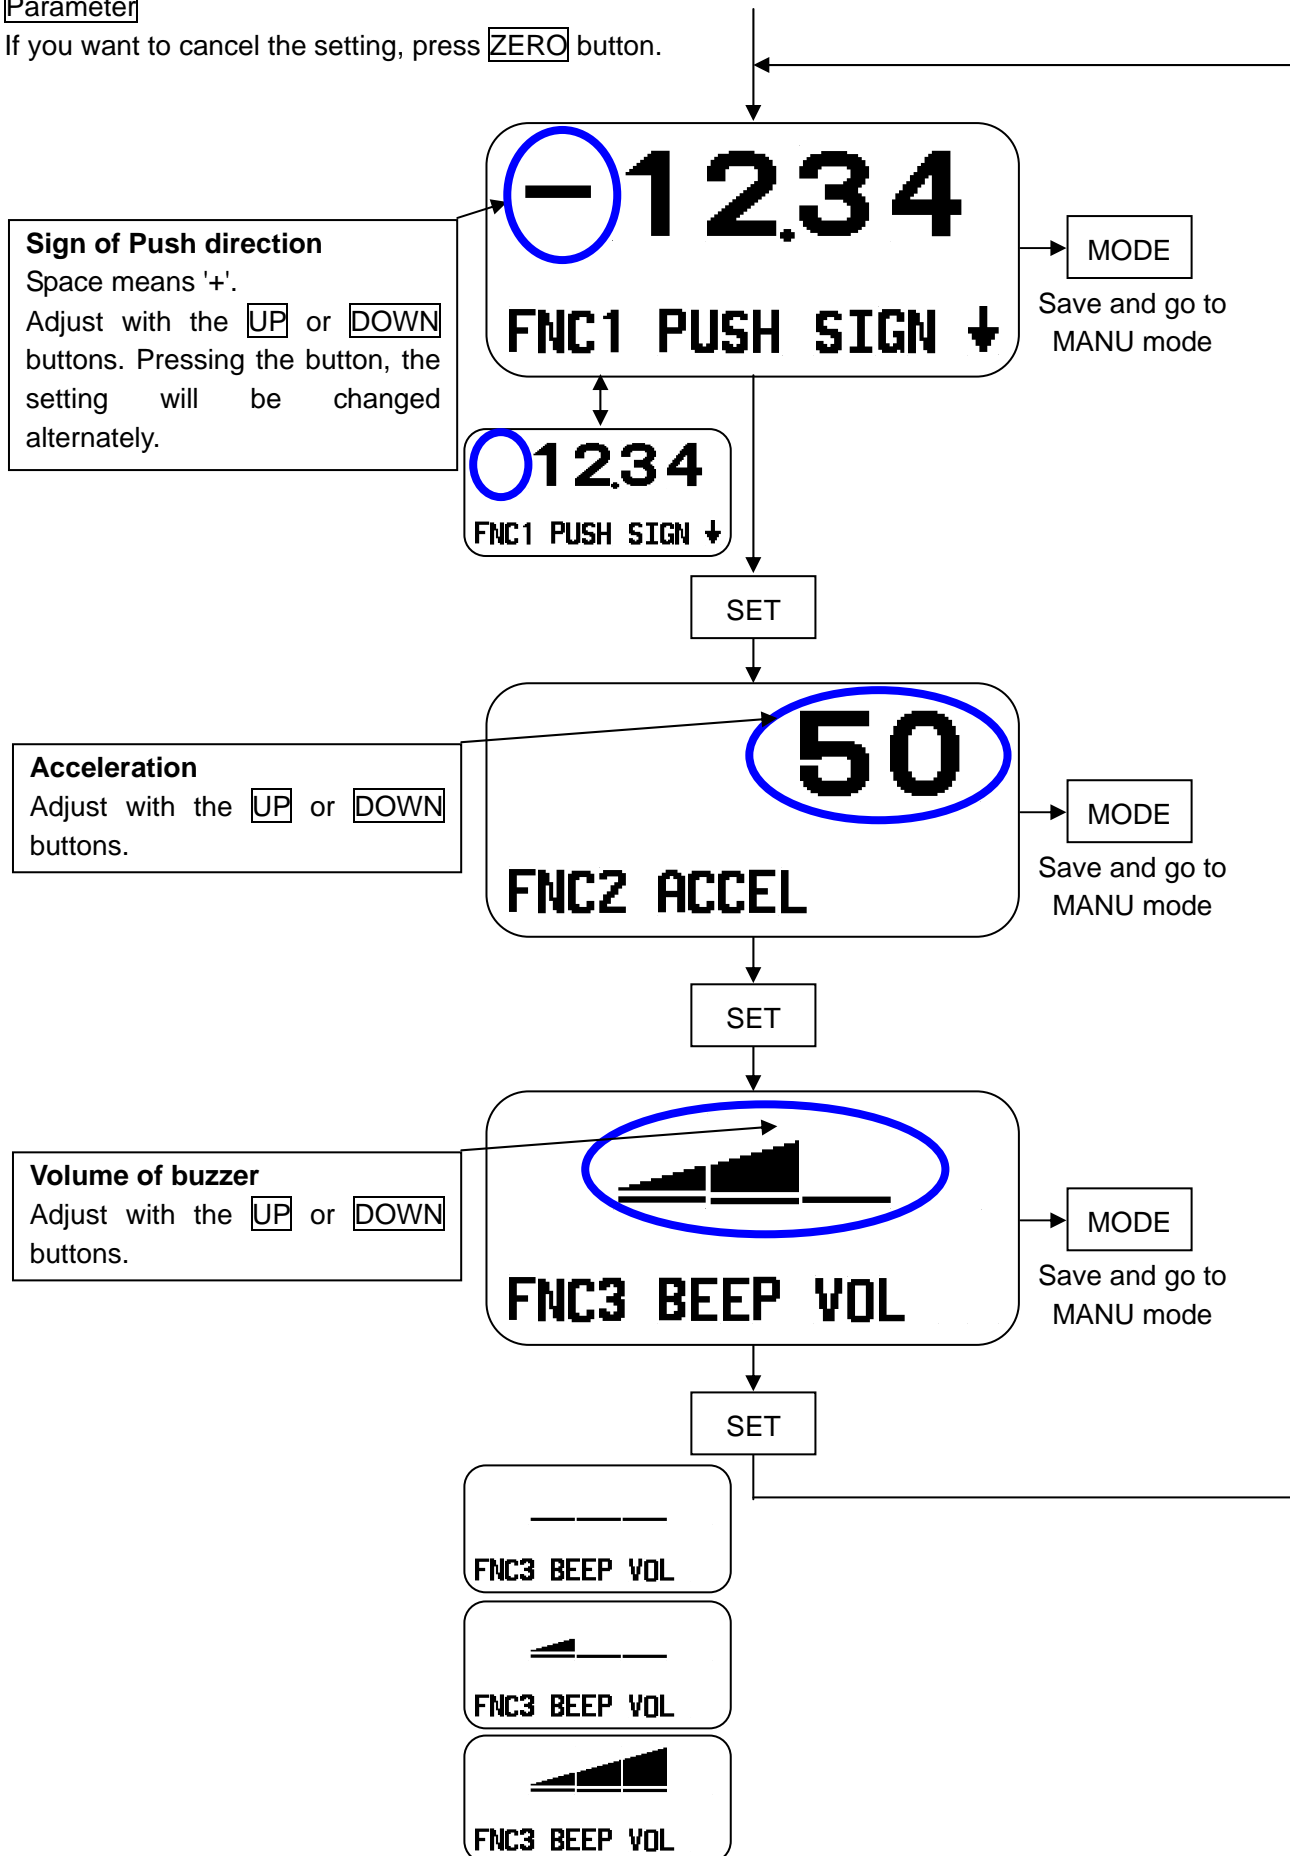 Parameter
If you want to cancel the setting, press ZERO button.
-12.34
FNC1 PUSH SIGN ↓
Sign of Push direction
Space means '+'.
Adjust with the UP or DOWN
buttons. Pressing the button, the
setting will be changed
alternately.
MODE
Save and go to
MANU mode
12.34
FNC1 PUSH SIGN ↓
SET
50
FNC2 ACCEL
Acceleration
Adjust with the UP or DOWN
buttons.
MODE
Save and go to
MANU mode
SET
Volume of buzzer
Adjust with the UP or DOWN
buttons.
FNC3 BEEP VOL
MODE
Save and go to
MANU mode
SET
FNC3 BEEP VOL
FNC3 BEEP VOL
FNC3 BEEP VOL